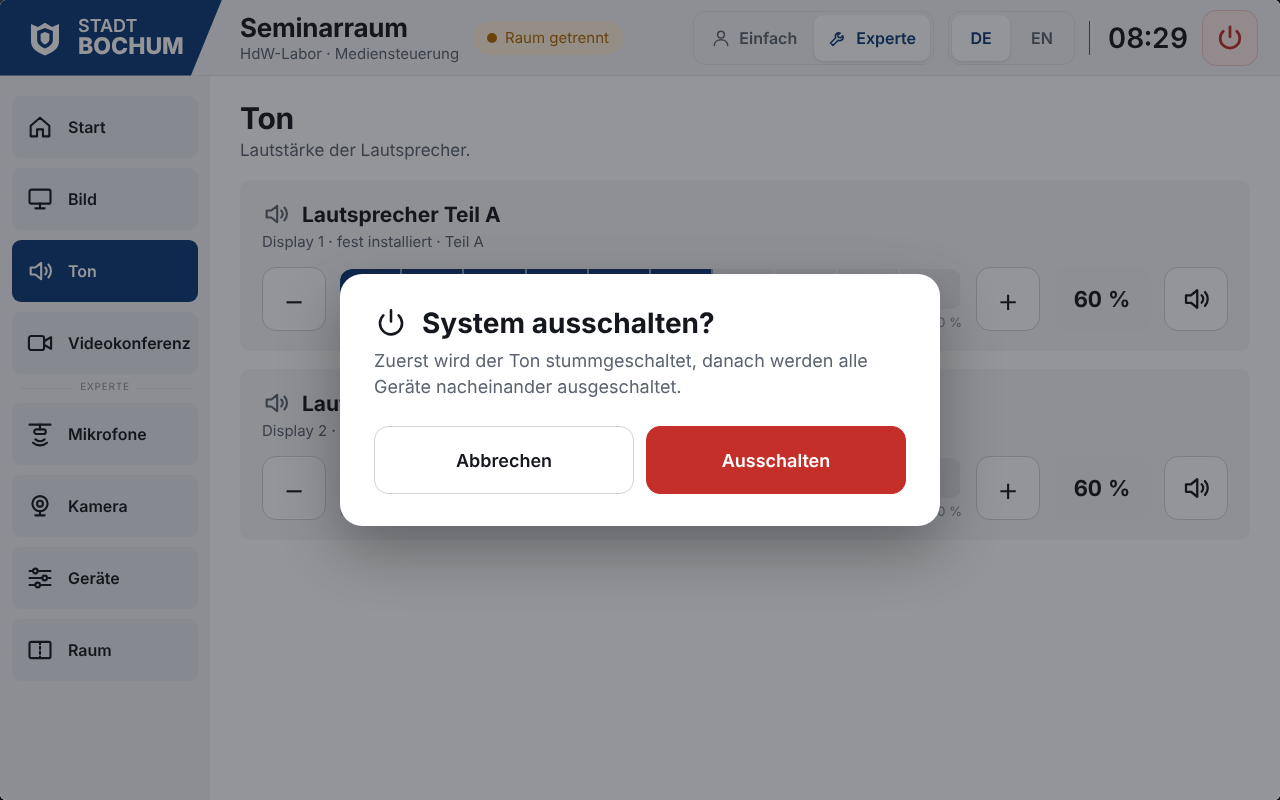 STADT
BOCHUM
Seminarraum
HdW-Labor · Mediensteuerung
Raum getrennt
Einfach
Experte
DE
EN
08:29
Start
Bild
Ton
Videokonferenz
EXPERTE
Mikrofone
Kamera
Geräte
Raum
Ton
Lautstärke der Lautsprecher.
Lautsprecher Teil A
Display 1 · fest installiert · Teil A
−
+
60 %
Display 2 ·
−
+
60 %
System ausschalten?
Zuerst wird der Ton stummgeschaltet, danach werden alle
Geräte nacheinander ausgeschaltet.
Abbrechen
Ausschalten